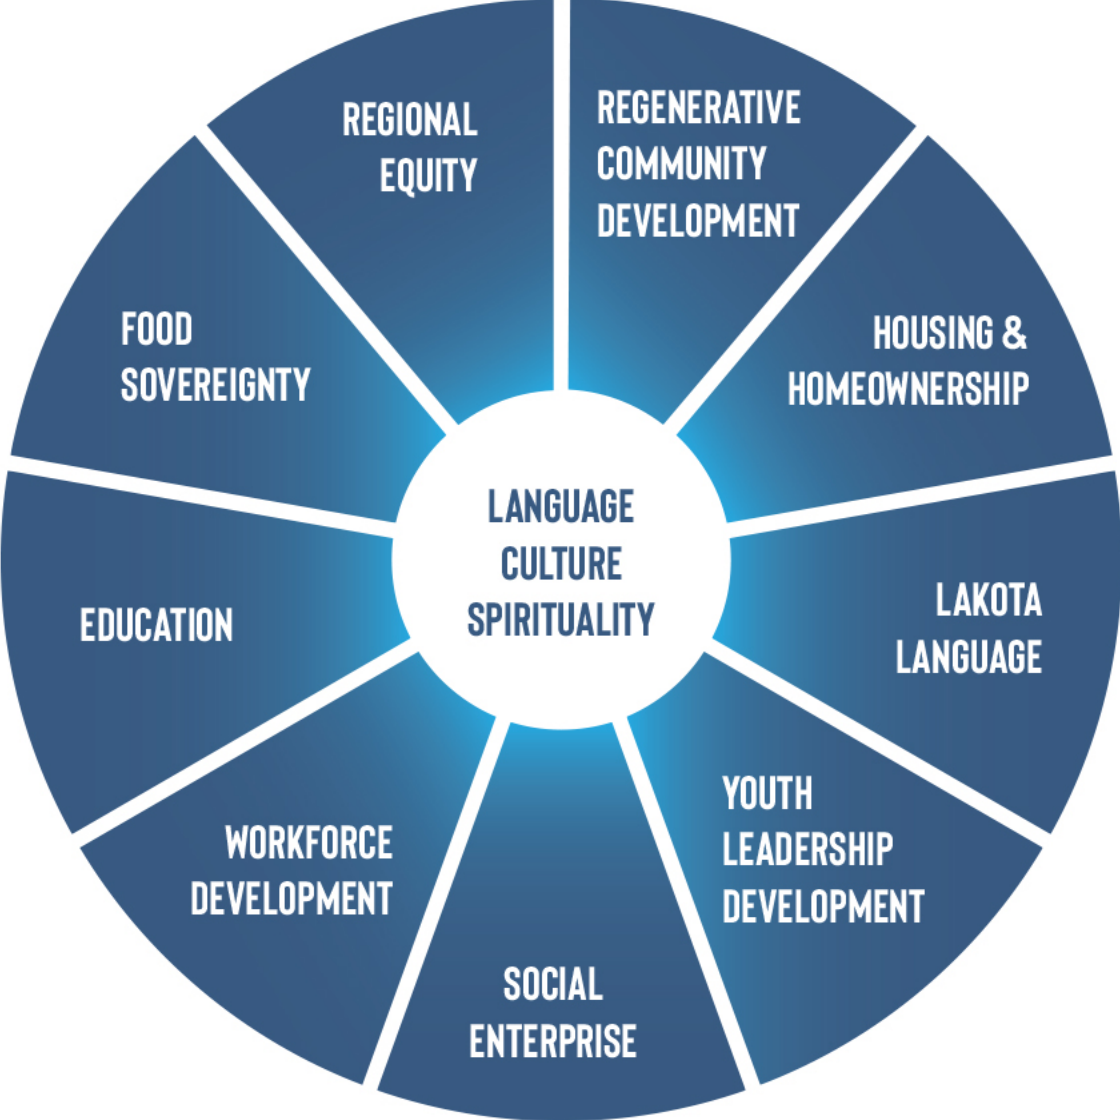 REGIONAL
EQUITY
REGENERATIVE
COMMUNITY
DEVELOPMENT
HOUSING &
HOMEOWNERSHIP
LAKOTA
LANGUAGE
YOUTH
LEADERSHIP
DEVELOPMENT
SOCIAL
ENTERPRISE
WORKFORCE
DEVELOPMENT
EDUCATION
FOOD
SOVEREIGNTY
LANGUAGE
CULTURE
SPIRITUALITY